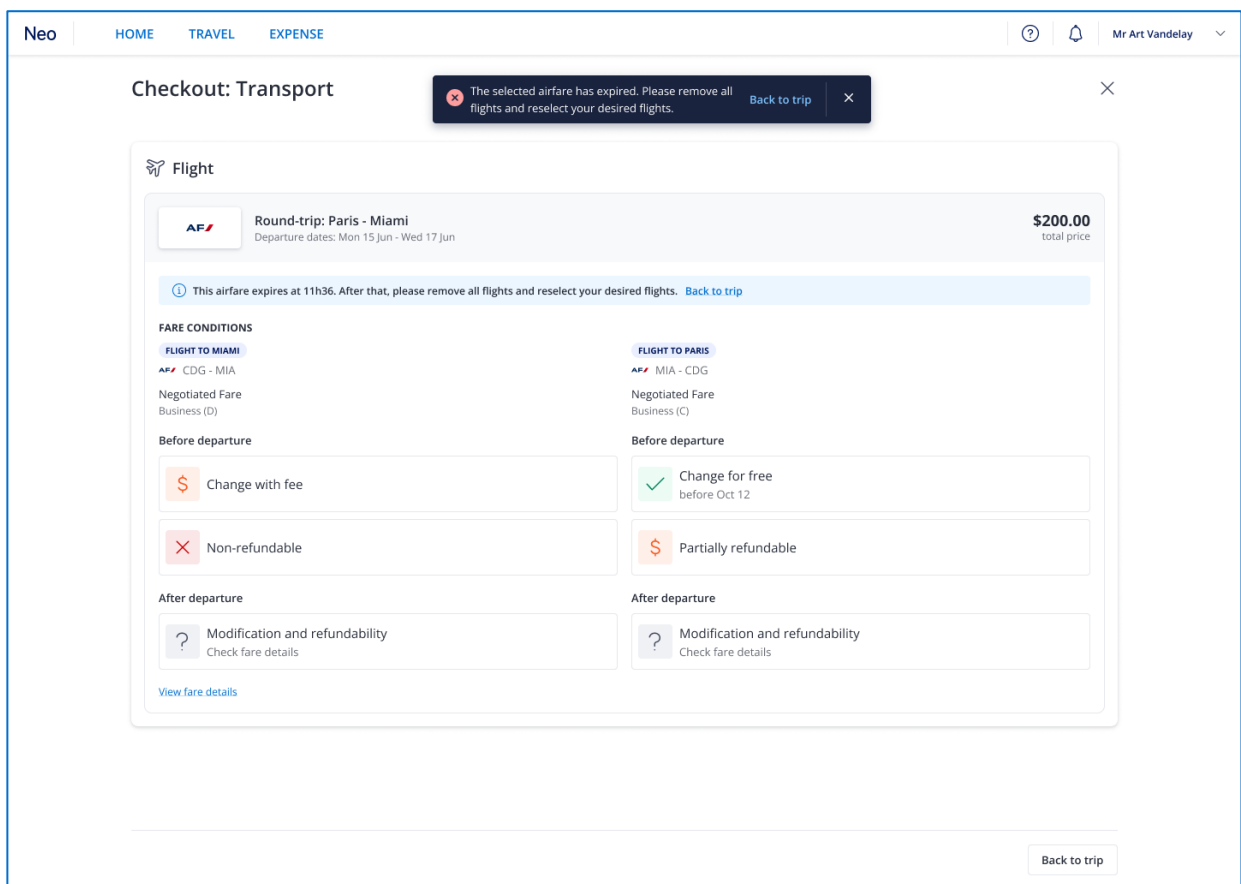 Neo
HOME
TRAVEL
EXPENSE
Mr Art Vandelay
Checkout: Transport
The selected airfare has expired. Please remove all
flights and reselect your desired flights.
Back to trip
Flight
AF
Round-trip: Paris - Miami
Departure dates: Mon 15 Jun - Wed 17 Jun
$200.00
total price
This airfare expires at 11h36. After that, please remove all flights and reselect your desired flights. Back to trip
FARE CONDITIONS
FLIGHT TO MIAMI
AF CDG - MIA
Negotiated Fare
Business (D)
Before departure
$ Change with fee
Non-refundable
After departure
? Modification and refundability
Check fare details
FLIGHT TO PARIS
AF MIA - CDG
Negotiated Fare
Business (C)
Before departure
Change for free
before Oct 12
$ Partially refundable
After departure
? Modification and refundability
Check fare details
View fare details
Back to trip